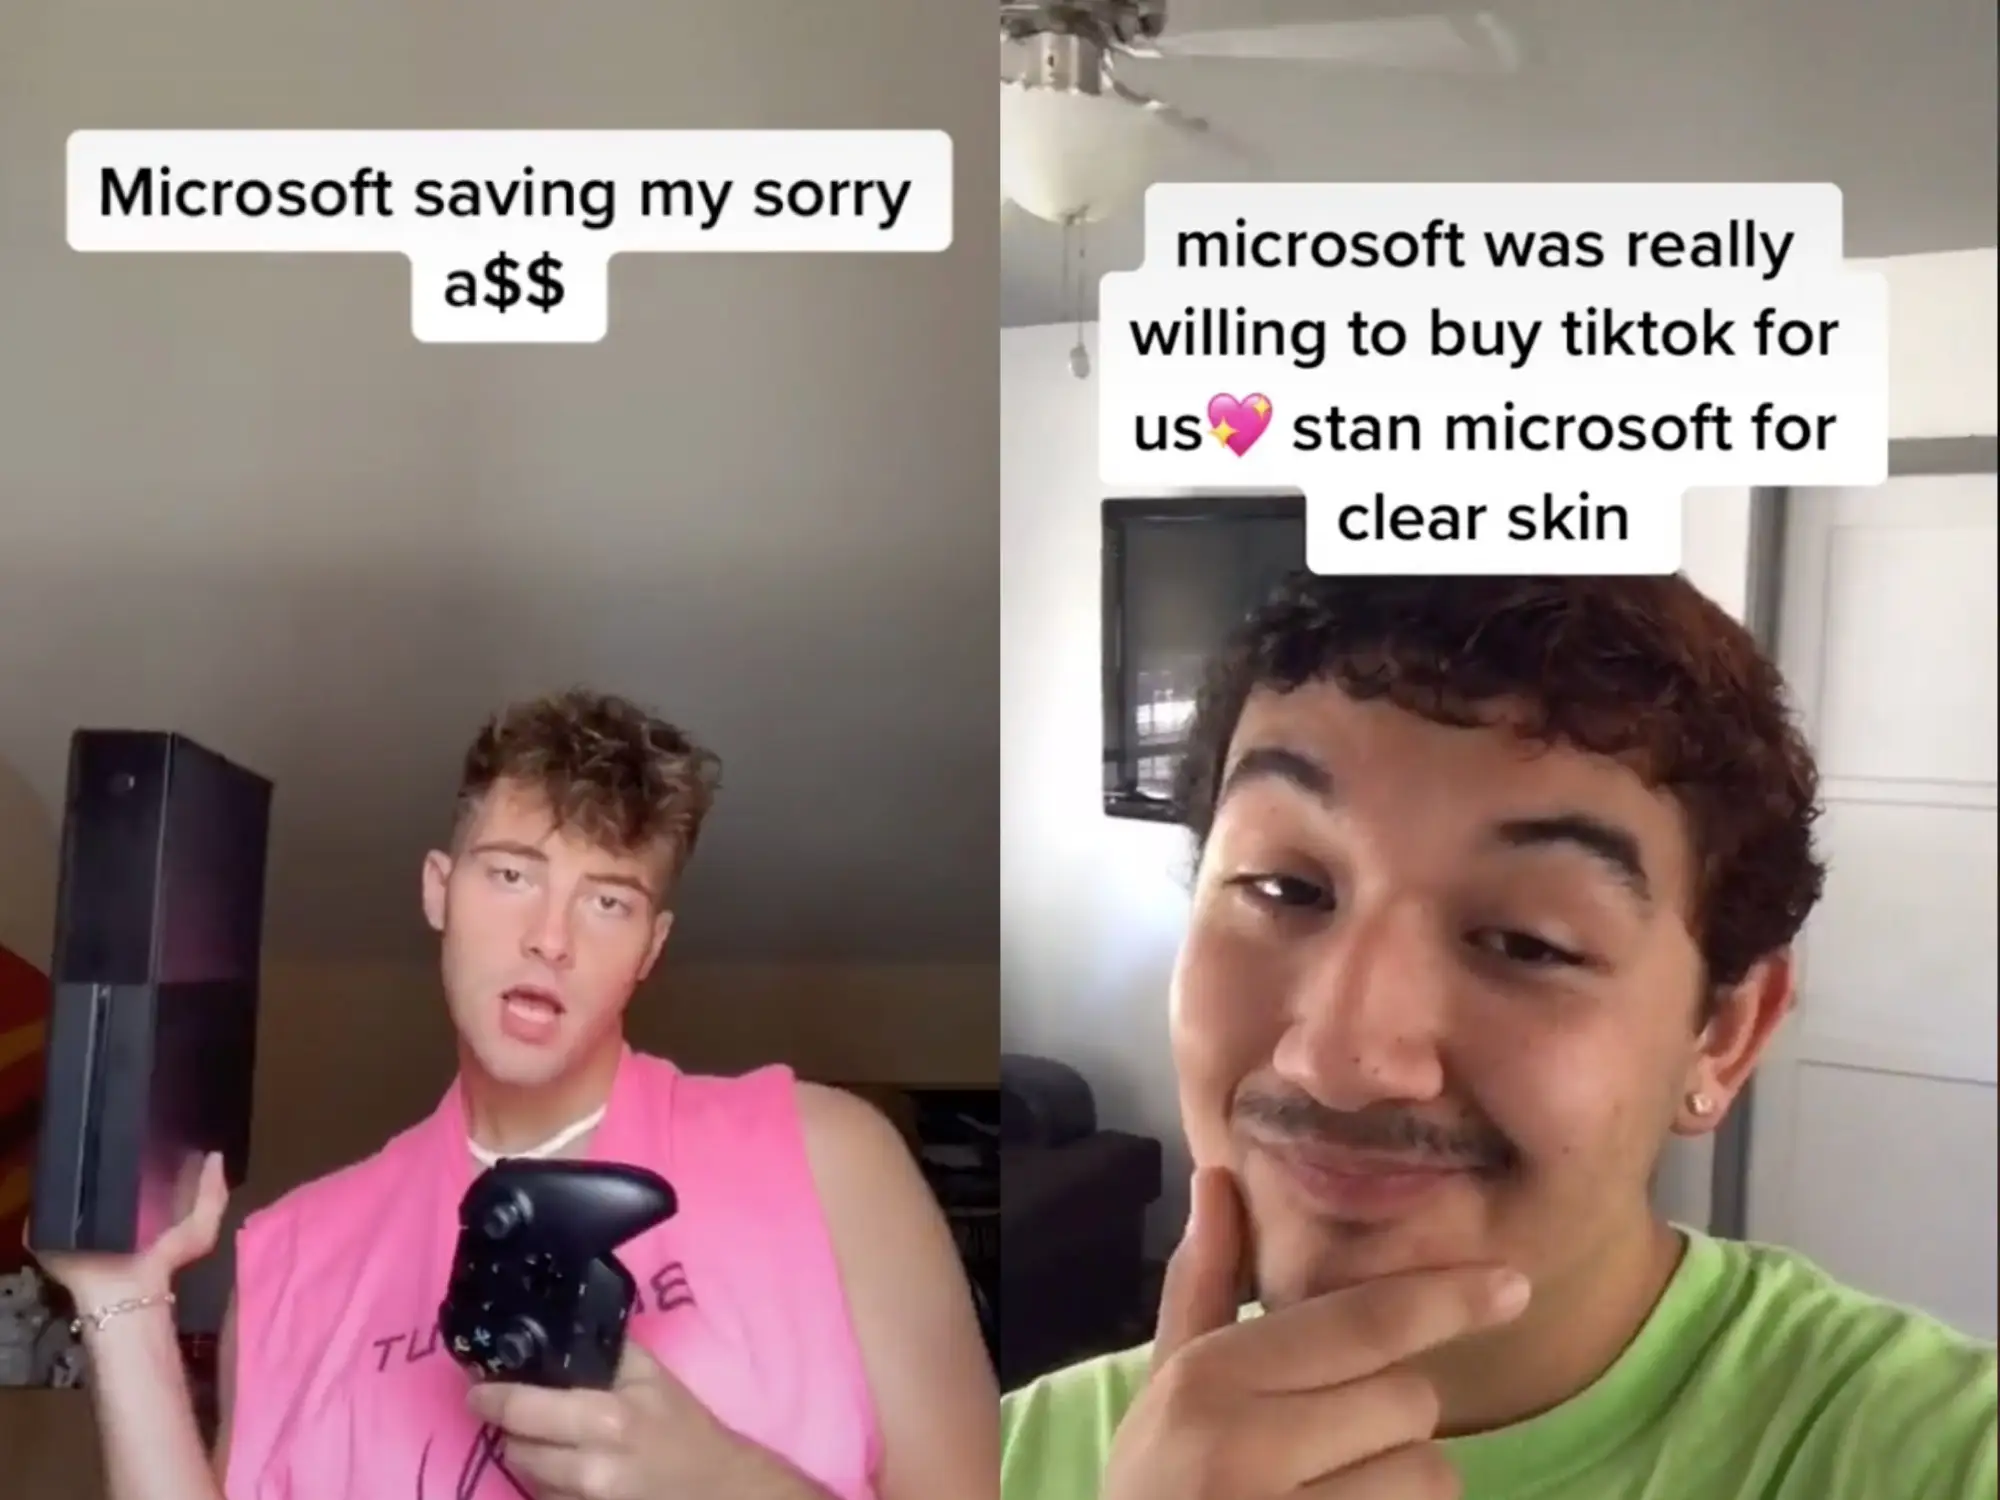 Microsoft saving my sorry
a$$
microsoft was really
willing to buy tiktok for
us💖 stan microsoft for
clear skin